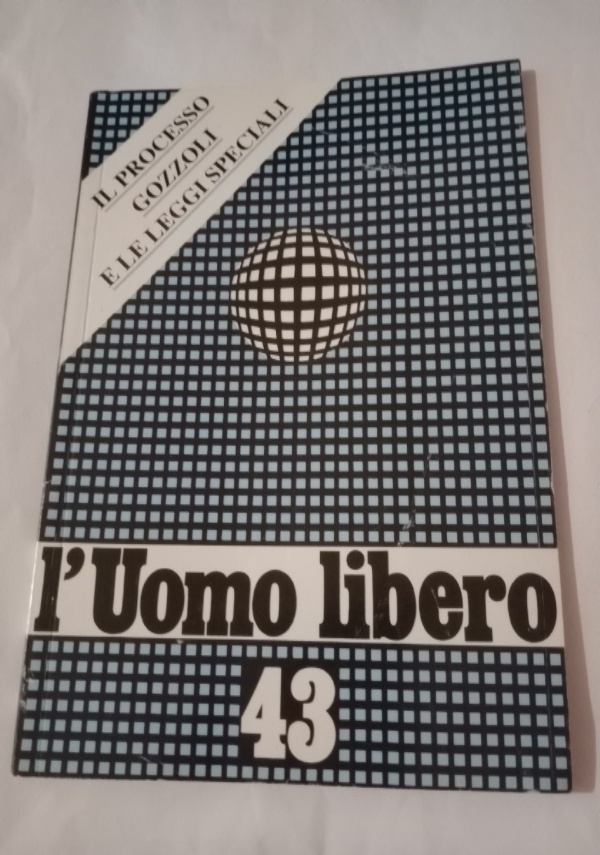 IL PROCESSO
GOZZOLI
E LE LEGGI SPECIALI
l'Uomo libero
43